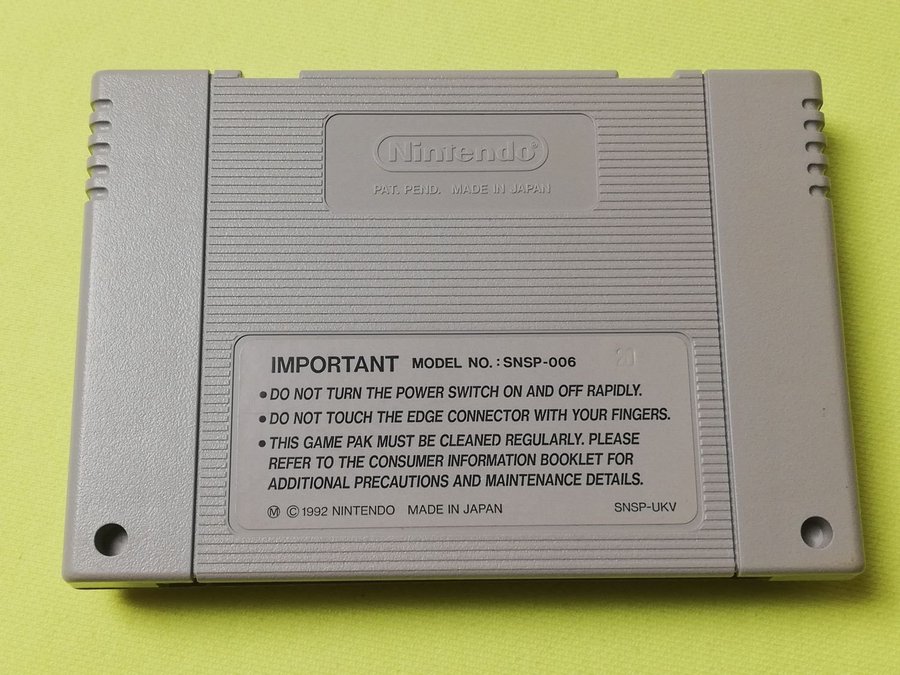 Nintendo®
PAT. PEND. MADE IN JAPAN
IMPORTANT MODEL NO.: SNSP-006
● DO NOT TURN THE POWER SWITCH ON AND OFF RAPIDLY.
● DO NOT TOUCH THE EDGE CONNECTOR WITH YOUR FINGERS.
● THIS GAME PAK MUST BE CLEANED REGULARLY. PLEASE
REFER TO THE CONSUMER INFORMATION BOOKLET FOR
ADDITIONAL PRECAUTIONS AND MAINTENANCE DETAILS.
Ⓜ © 1992 NINTENDO MADE IN JAPAN SNSP-UKV